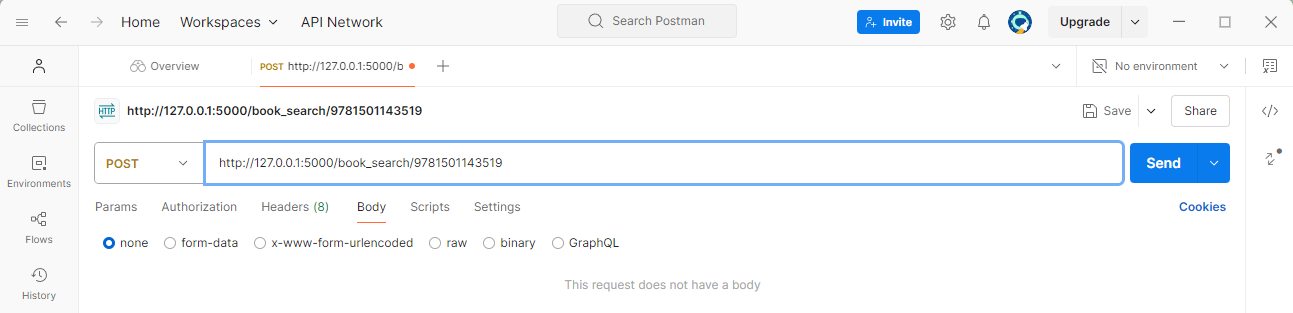 Home Workspaces API Network Search Postman Invite Upgrade
Overview POST http://127.0.0.1:5000/b No environment
HTTP http://127.0.0.1:5000/book_search/9781501143519 Save Share
Collections
POST http://127.0.0.1:5000/book_search/9781501143519 Send
Environments
Params Authorization Headers (8) Body Scripts Settings Cookies
Flows
none form-data x-www-form-urlencoded raw binary GraphQL
This request does not have a body
History